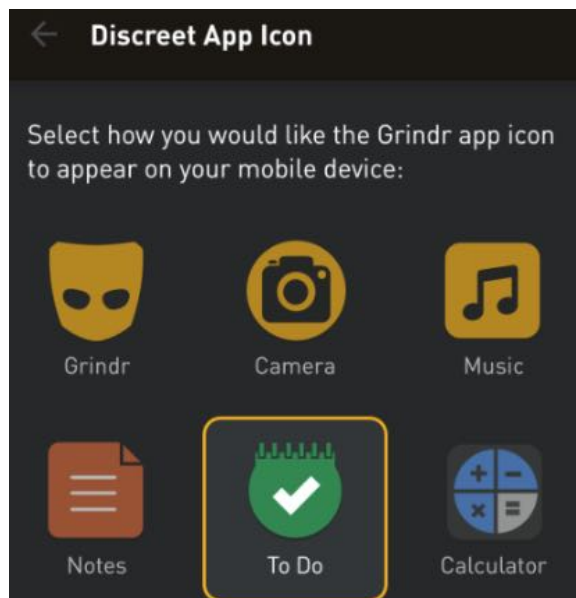 Discreet App Icon
Select how you would like the Grindr app icon
to appear on your mobile device:
Grindr
Camera
Music
Notes
To Do
Calculator